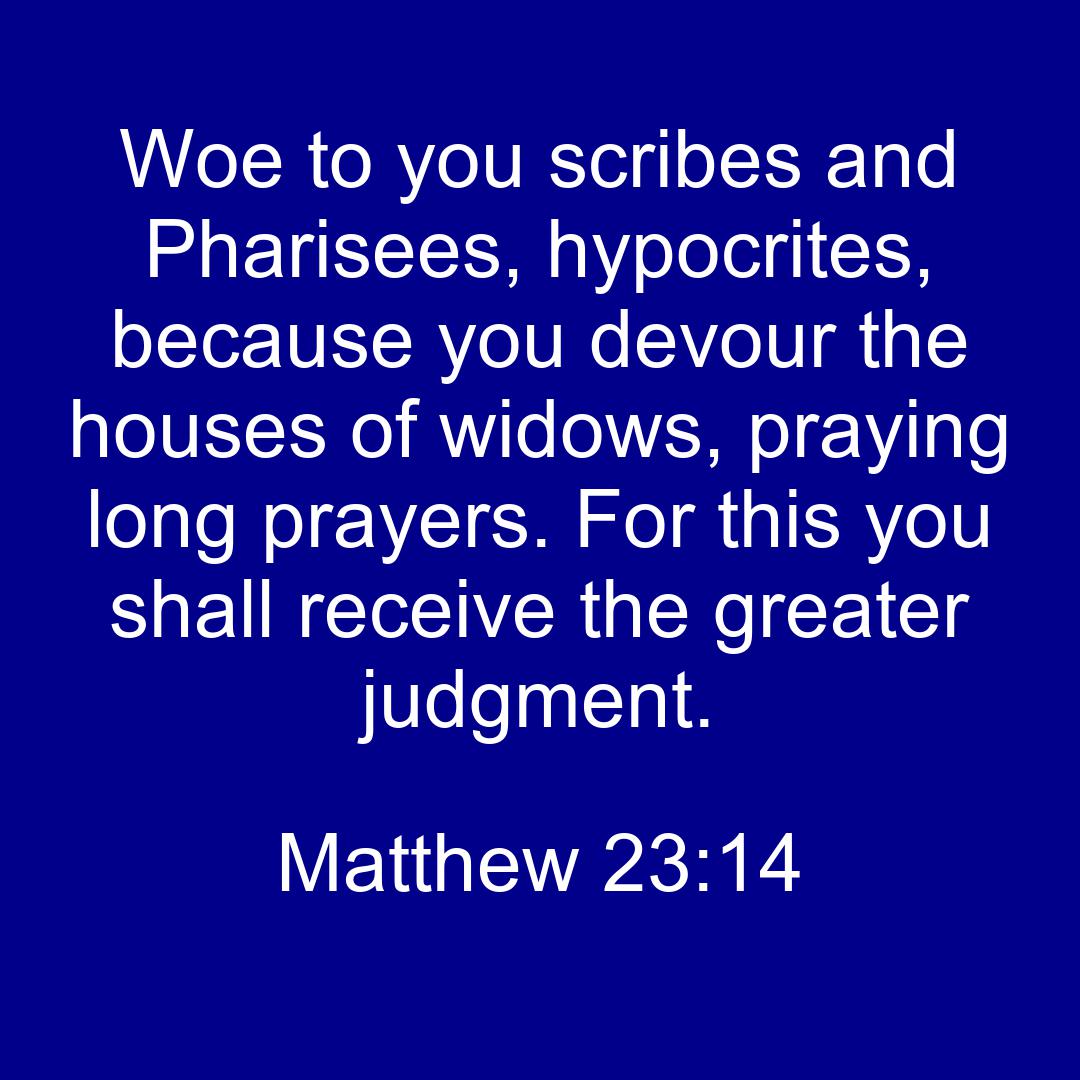 Woe to you scribes and
Pharisees, hypocrites,
because you devour the
houses of widows, praying
long prayers. For this you
shall receive the greater
judgment.
Matthew 23:14